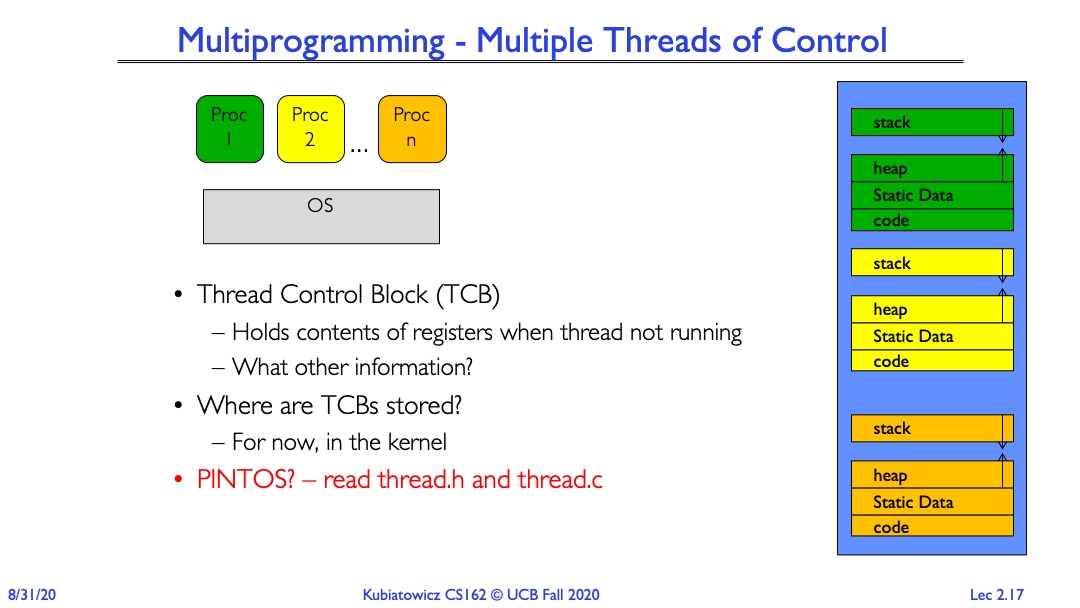 Multiprogramming - Multiple Threads of Control
Proc
1
Proc
2
...
Proc
n
OS
• Thread Control Block (TCB)
– Holds contents of registers when thread not running
– What other information?
• Where are TCBs stored?
– For now, in the kernel
• PINTOS? – read thread.h and thread.c
stack
heap
Static Data
code
stack
heap
Static Data
code
stack
heap
Static Data
code
8/31/20
Kubiatowicz CS162 © UCB Fall 2020
Lec 2.17